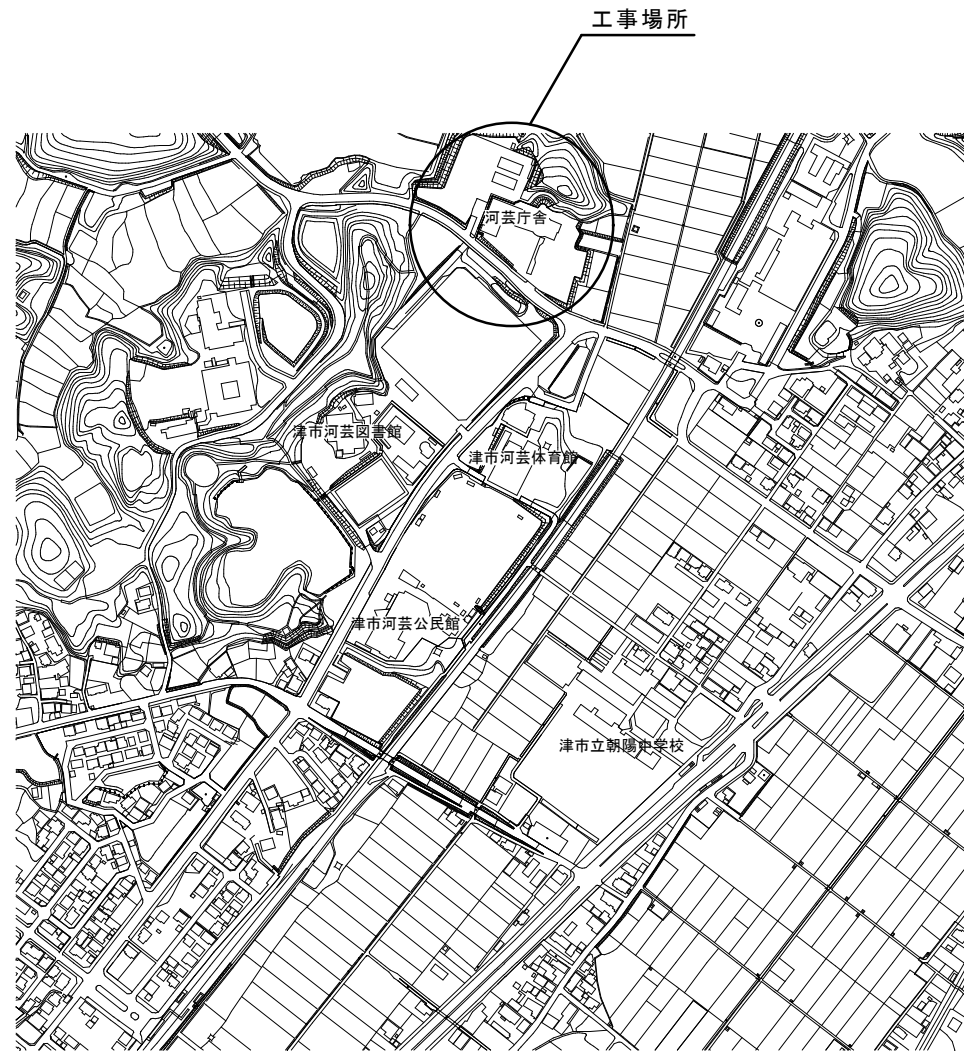 工事場所
河芸庁舎
津市河芸図書館
津市河芸体育館
津市河芸公民館
津市立朝陽中学校